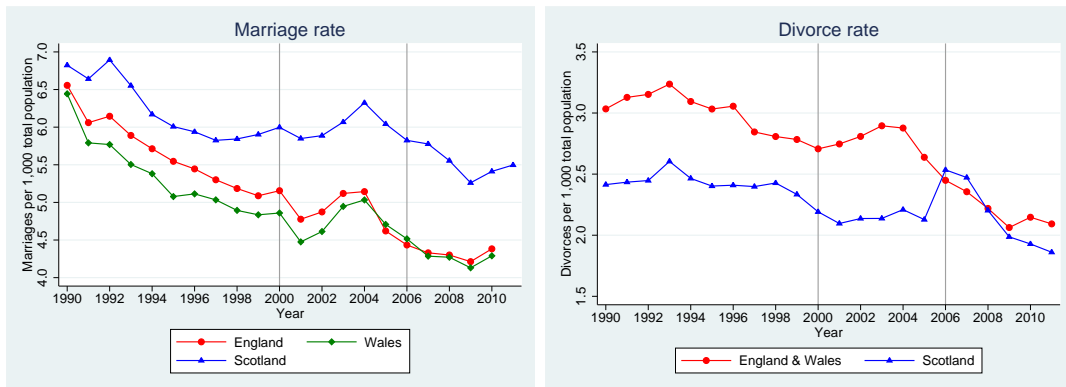 Marriage rate
Marriages per 1,000 total population
7.0
6.5
6.0
5.5
5.0
4.5
4.0
1990 1992 1994 1996 1998 2000 2002 2004 2006 2008 2010
Year
England Wales
Scotland
Divorce rate
Divorces per 1,000 total population
3.5
3.0
2.5
2.0
1.5
1990 1992 1994 1996 1998 2000 2002 2004 2006 2008 2010
Year
England & Wales Scotland